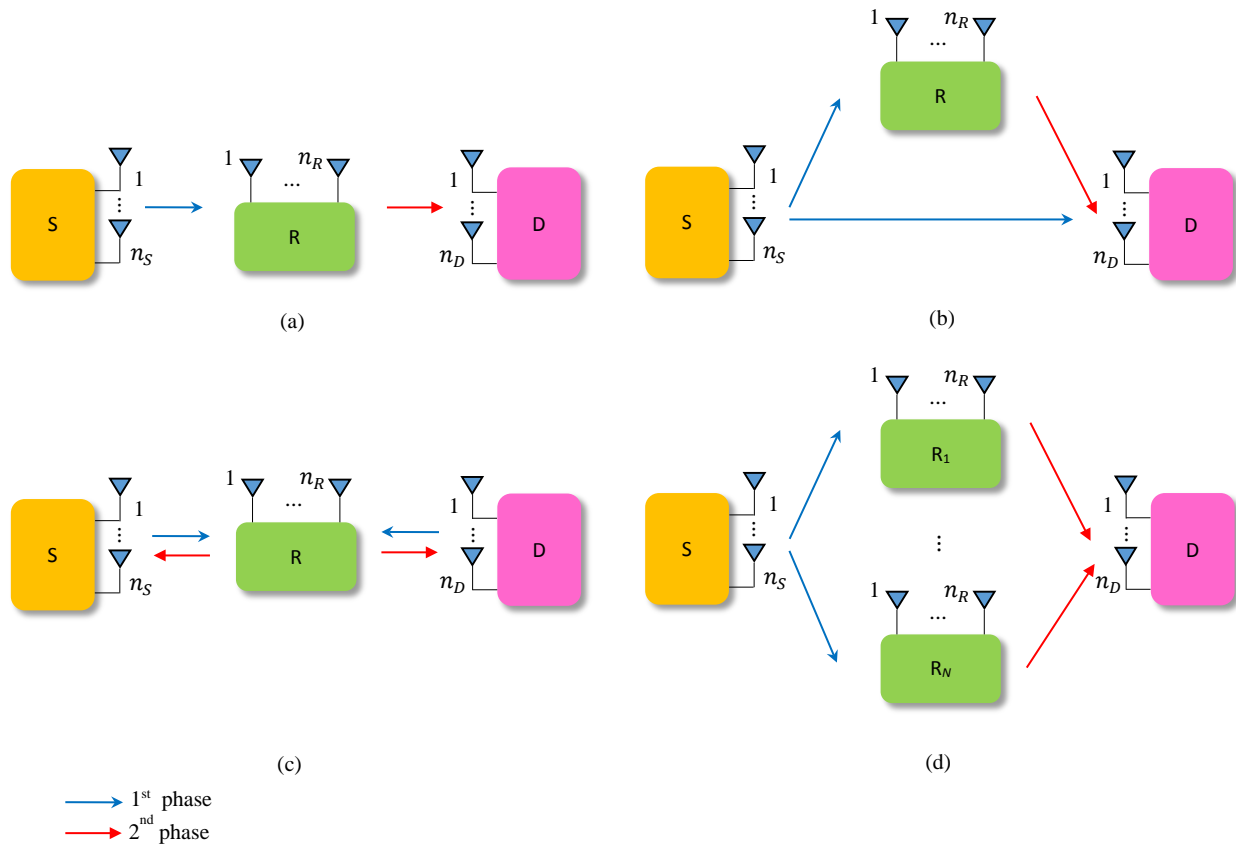 S
1
⋮
n_S
1 ... n_R
R
1
⋮
n_D
D
(a)
1 ... n_R
R
S
1
⋮
n_S
1
⋮
n_D
D
(b)
S
1
⋮
n_S
1 ... n_R
R
1
⋮
n_D
D
(c)
1 ... n_R
R₁
S
1
⋮
n_S
⋮
1 ... n_R
R_N
1
⋮
n_D
D
(d)
1st phase
2nd phase